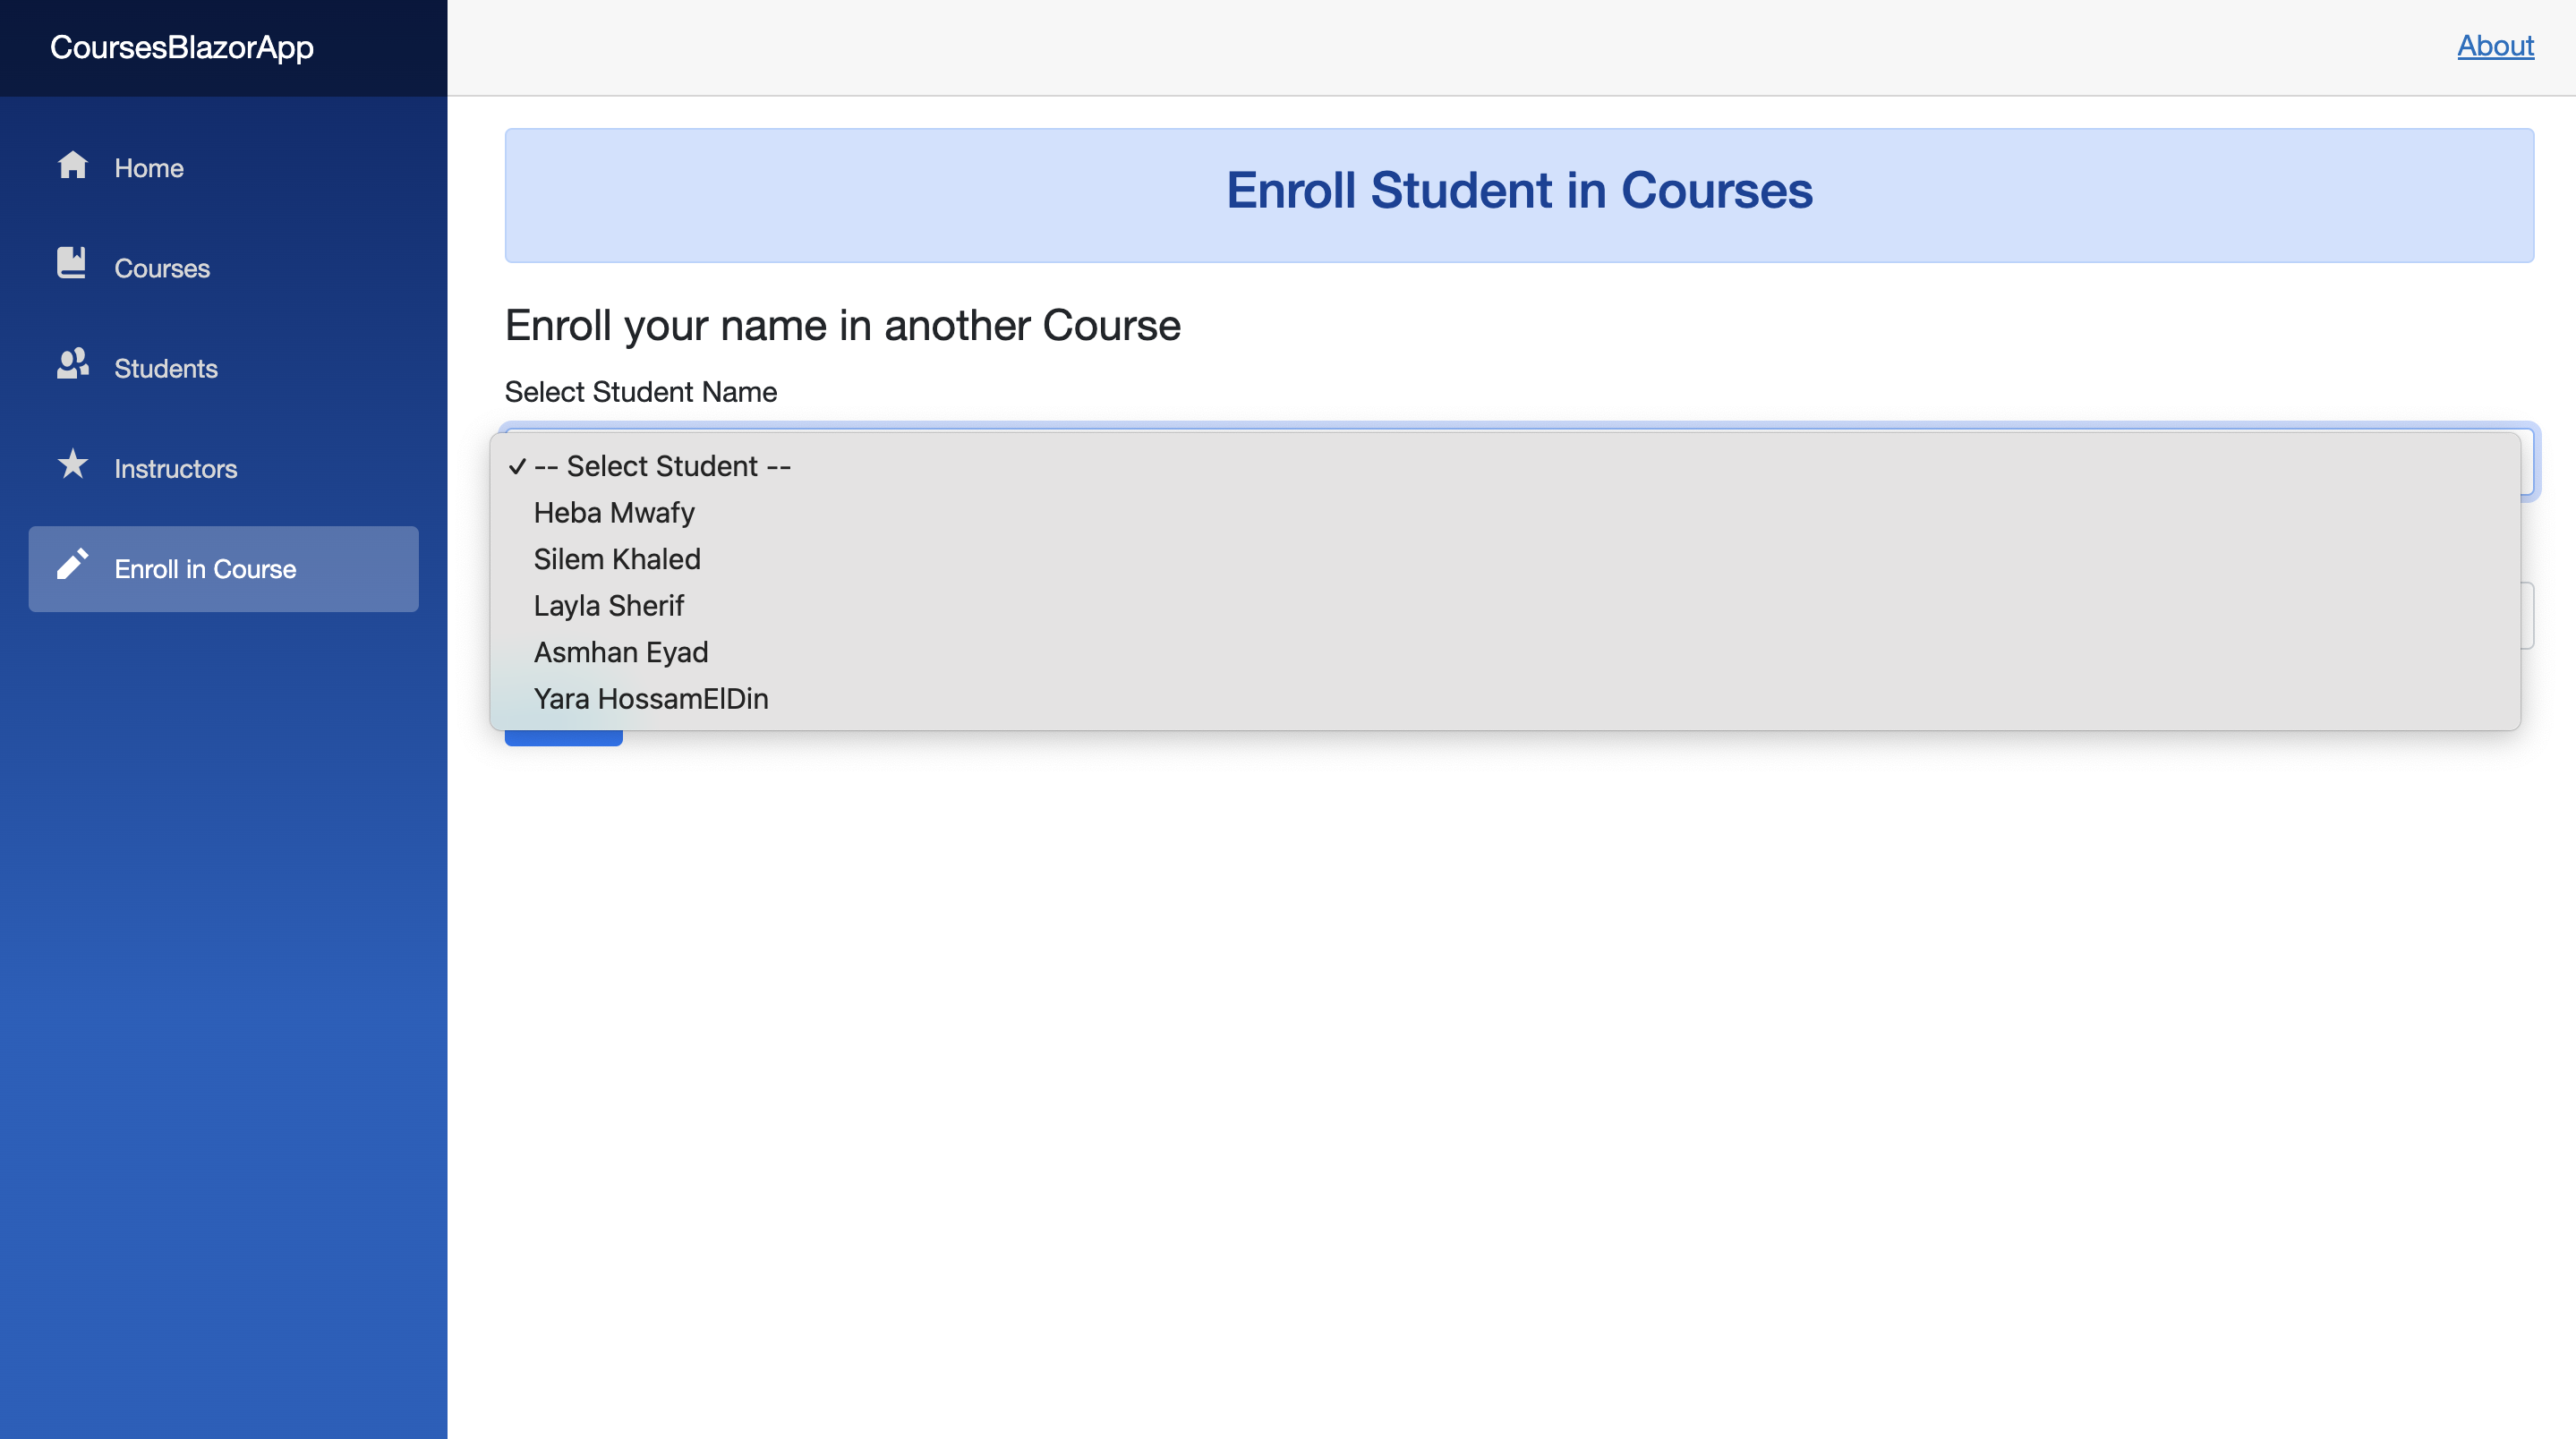 CoursesBlazorApp
About
Home
Courses
Students
Instructors
Enroll in Course
Enroll Student in Courses
Enroll your name in another Course
Select Student Name
-- Select Student --
Heba Mwafy
Silem Khaled
Layla Sherif
Asmhan Eyad
Yara HossamElDin